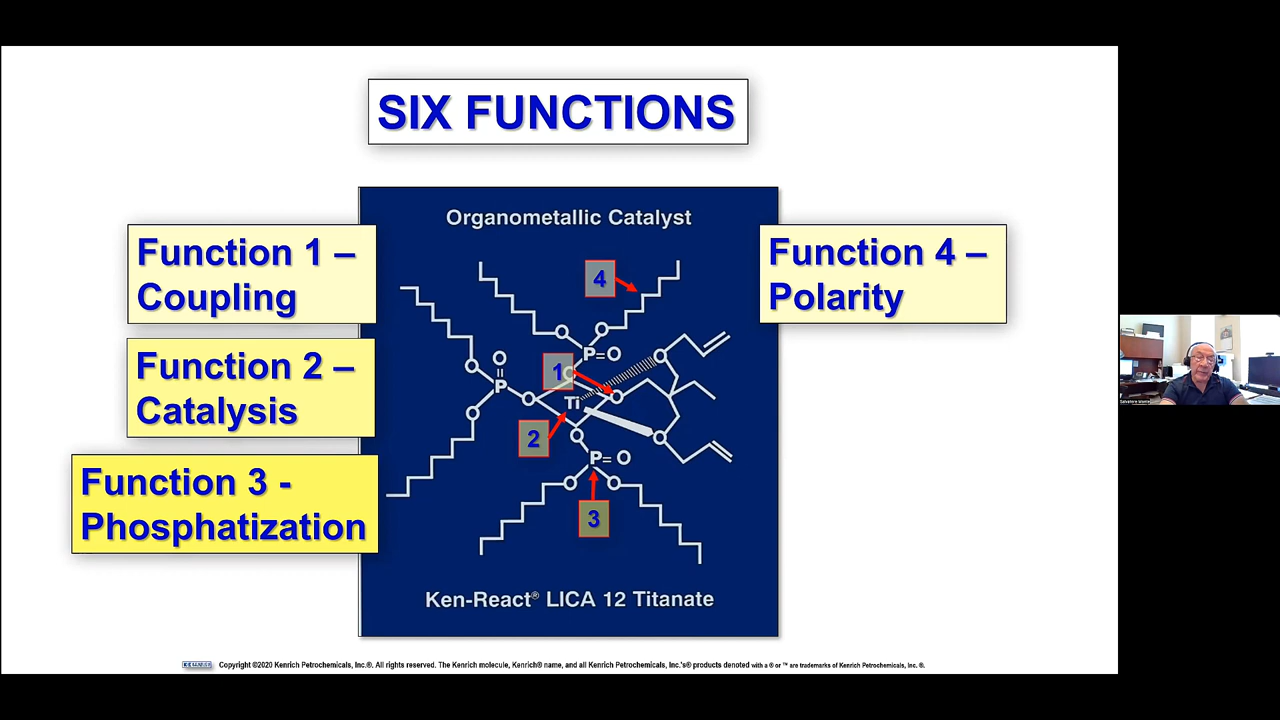 SIX FUNCTIONS
Organometallic Catalyst
Function 1 –
Coupling
Function 2 –
Catalysis
Function 3 -
Phosphatization
Function 4 –
Polarity
4
O
O
P=O
O
O
1
O
O
P
O
Ti
O
O
2
O
O
O
P=O
O
O
3
Ken-React® LICA 12 Titanate
Copyright ©2020 Kenrich Petrochemicals, Inc.®. All rights reserved. The Kenrich molecule, Kenrich® name, and all Kenrich Petrochemicals, Inc.'s® products denoted with a ® or ™ are trademarks of Kenrich Petrochemicals, Inc. ®.
Salvatore Monte